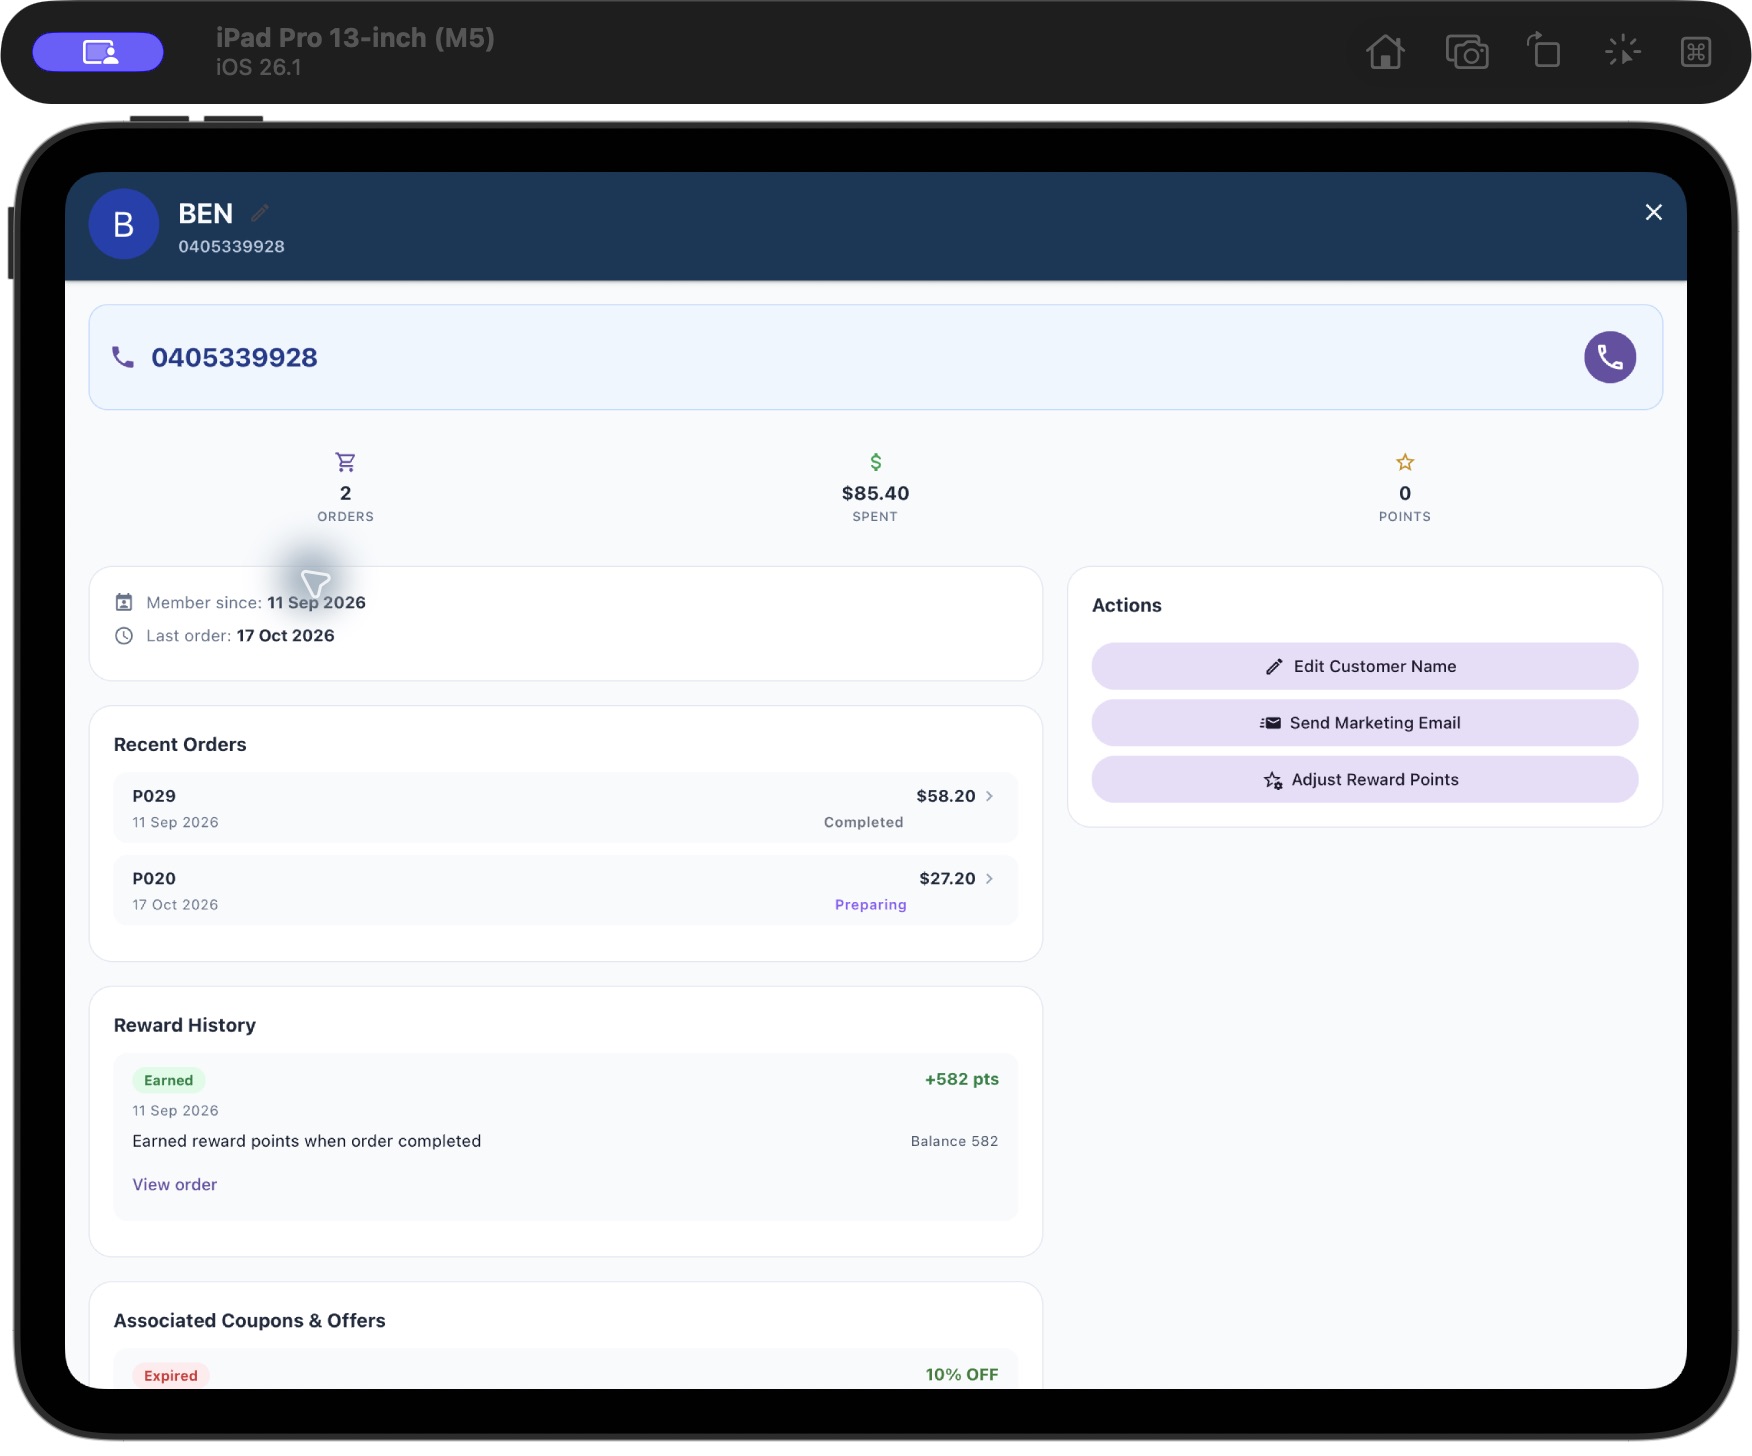 iPad Pro 13-inch (M5)
iOS 26.1
B
BEN
0405339928
0405339928
2
ORDERS
$85.40
SPENT
0
POINTS
Member since: 11 Sep 2026
Last order: 17 Oct 2026
Recent Orders
P029
$58.20
11 Sep 2026
Completed
P020
$27.20
17 Oct 2026
Preparing
Reward History
Earned
+582 pts
11 Sep 2026
Earned reward points when order completed
Balance 582
View order
Associated Coupons & Offers
Expired
10% OFF
Actions
Edit Customer Name
Send Marketing Email
Adjust Reward Points